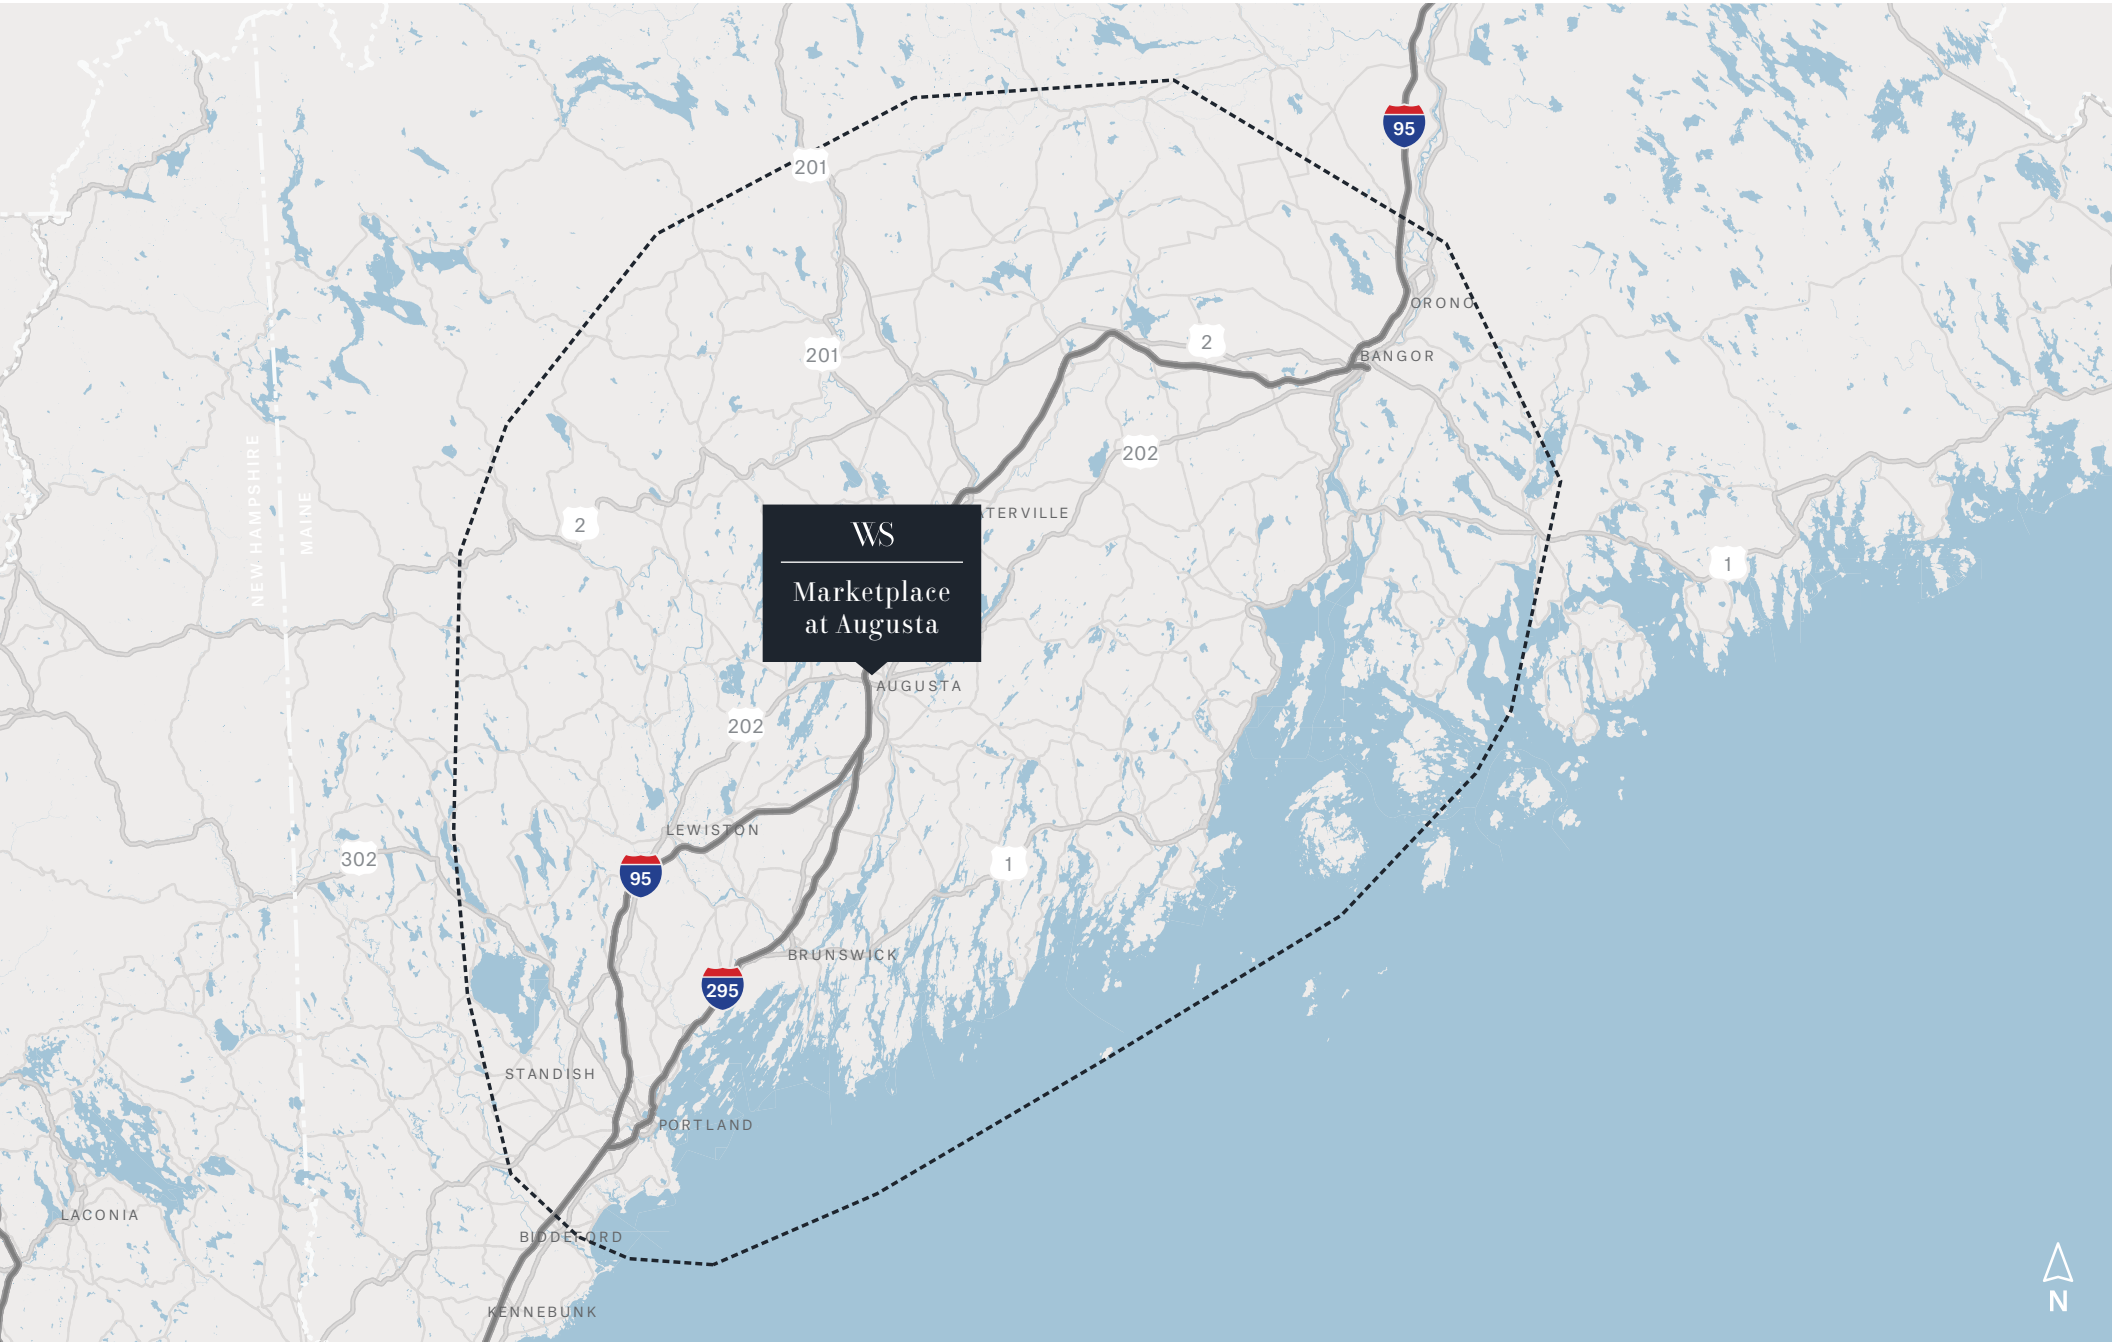 95
201
ORONO
201
2
BANGOR
202
NEW HAMPSHIRE
MAINE
2
ATERVILLE
WS
Marketplace
at Augusta
1
AUGUSTA
202
LEWISTON
302
1
95
BRUNSWICK
295
STANDISH
PORTLAND
LACONIA
BIDDEFORD
KENNEBUNK
N